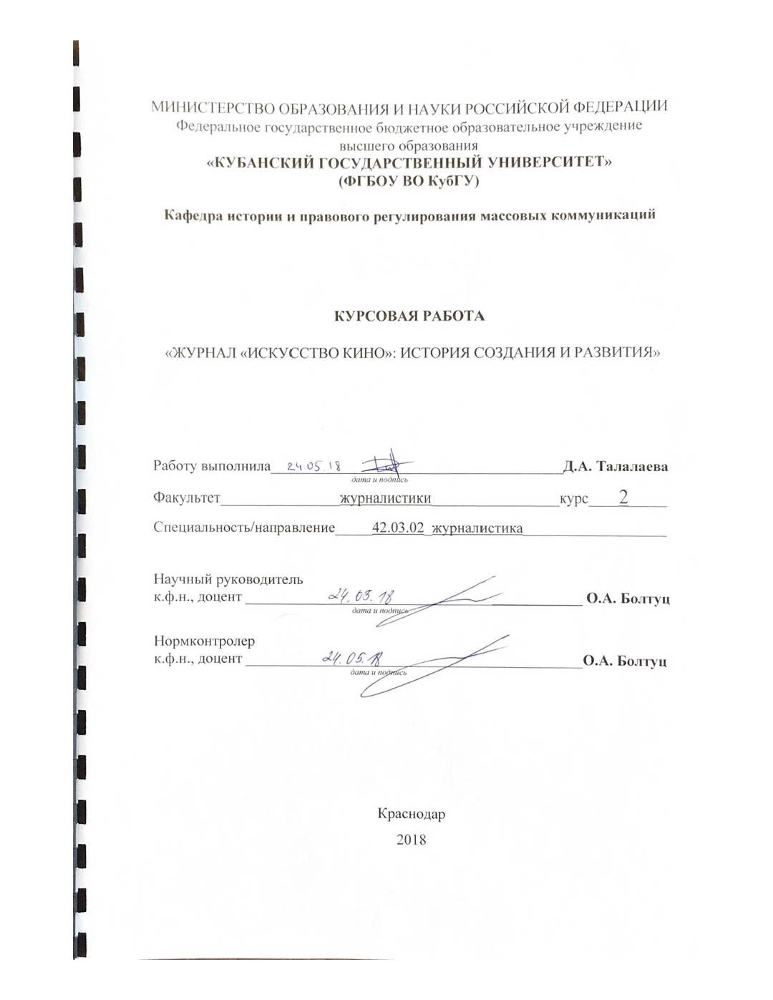 МИНИСТЕРСТВО ОБРАЗОВАНИЯ И НАУКИ РОССИЙСКОЙ ФЕДЕРАЦИИ
Федеральное государственное бюджетное образовательное учреждение
высшего образования
«КУБАНСКИЙ ГОСУДАРСТВЕННЫЙ УНИВЕРСИТЕТ»
(ФГБОУ ВО КубГУ)
Кафедра истории и правового регулирования массовых коммуникаций
КУРСОВАЯ РАБОТА
«ЖУРНАЛ «ИСКУССТВО КИНО»: ИСТОРИЯ СОЗДАНИЯ И РАЗВИТИЯ»
Работу выполнила 24.05.18 Д.А. Талалаева
дата и подпись
Факультет журналистики курс 2
Специальность/направление 42.03.02 журналистика
Научный руководитель
к.ф.н., доцент 24.05.18 О.А. Болтуц
дата и подпись
Нормконтролер
к.ф.н., доцент 24.05.18 О.А. Болтуц
дата и подпись
Краснодар
2018